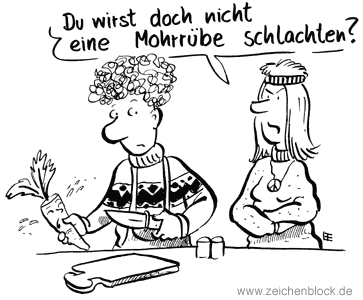 Du wirst doch nicht
eine Mohrrübe schlachten?
www.zeichenblock.de